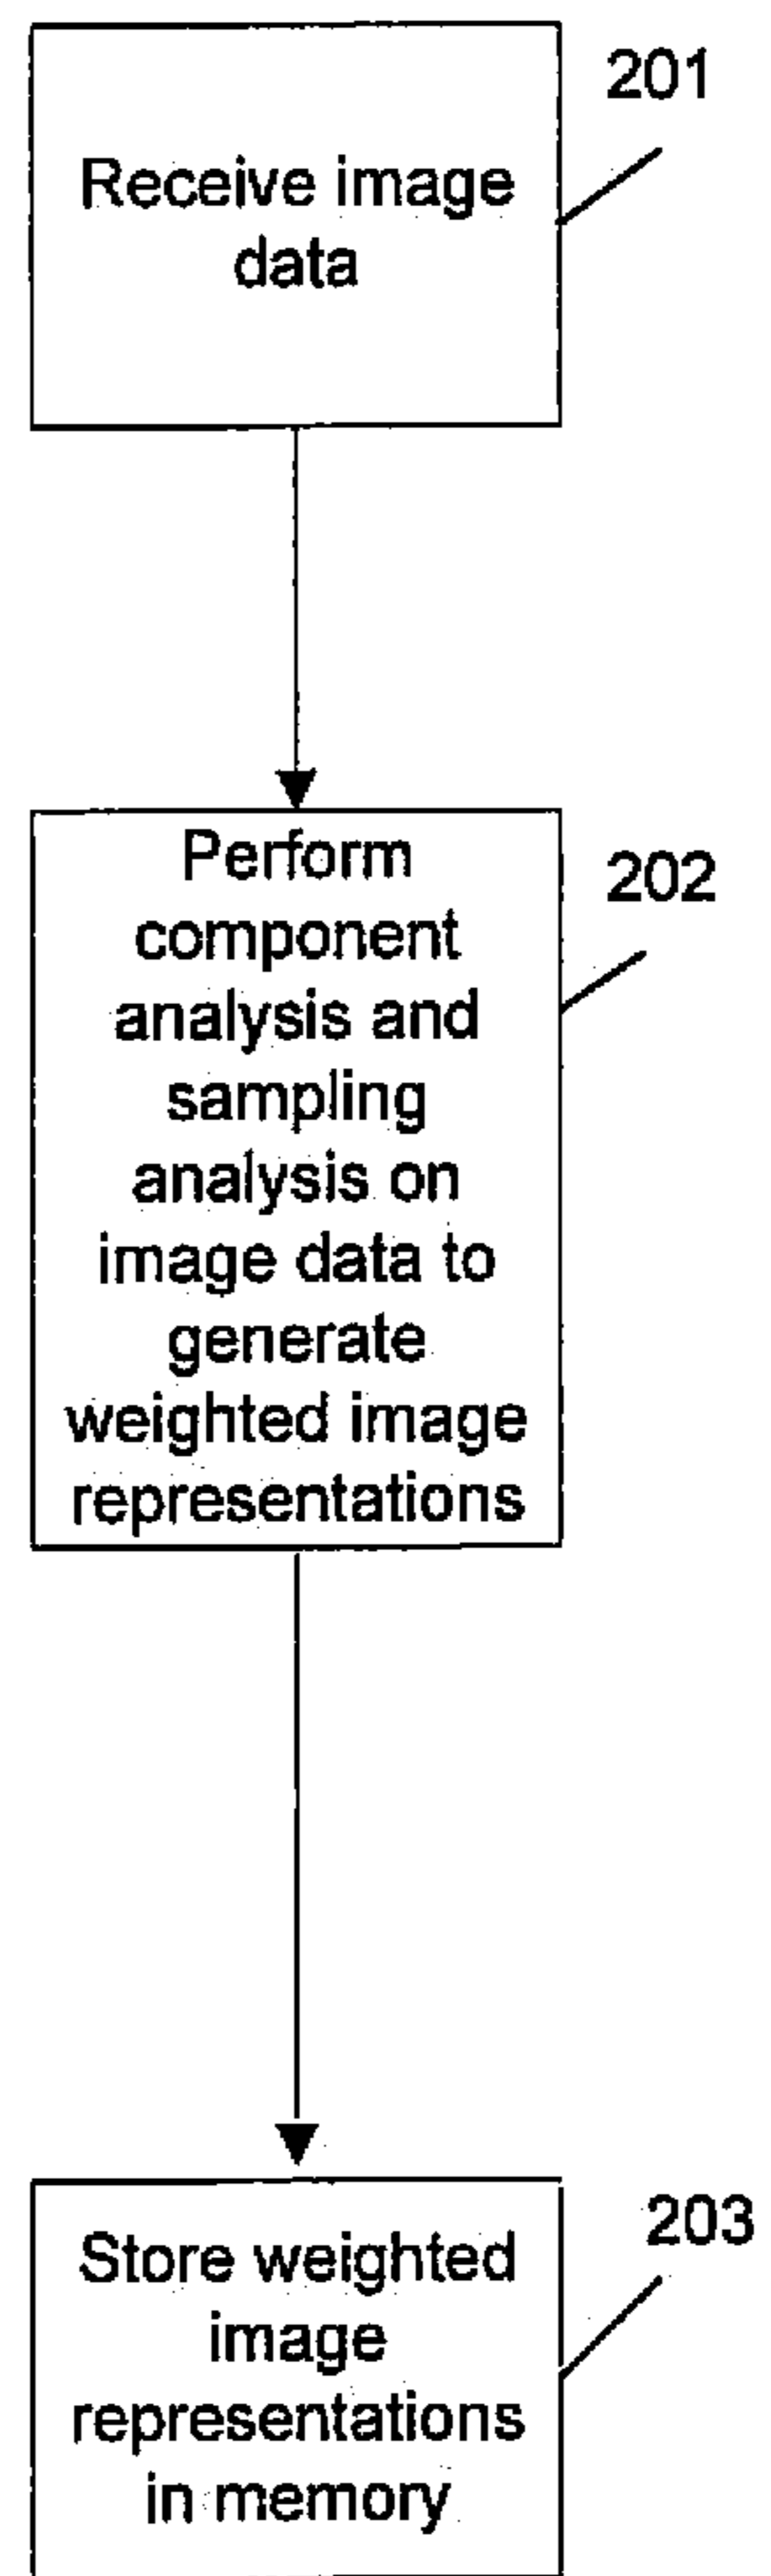 201
Receive image
data
202
Perform
component
analysis and
sampling
analysis on
image data to
generate
weighted image
representations
203
Store weighted
image
representations
in memory